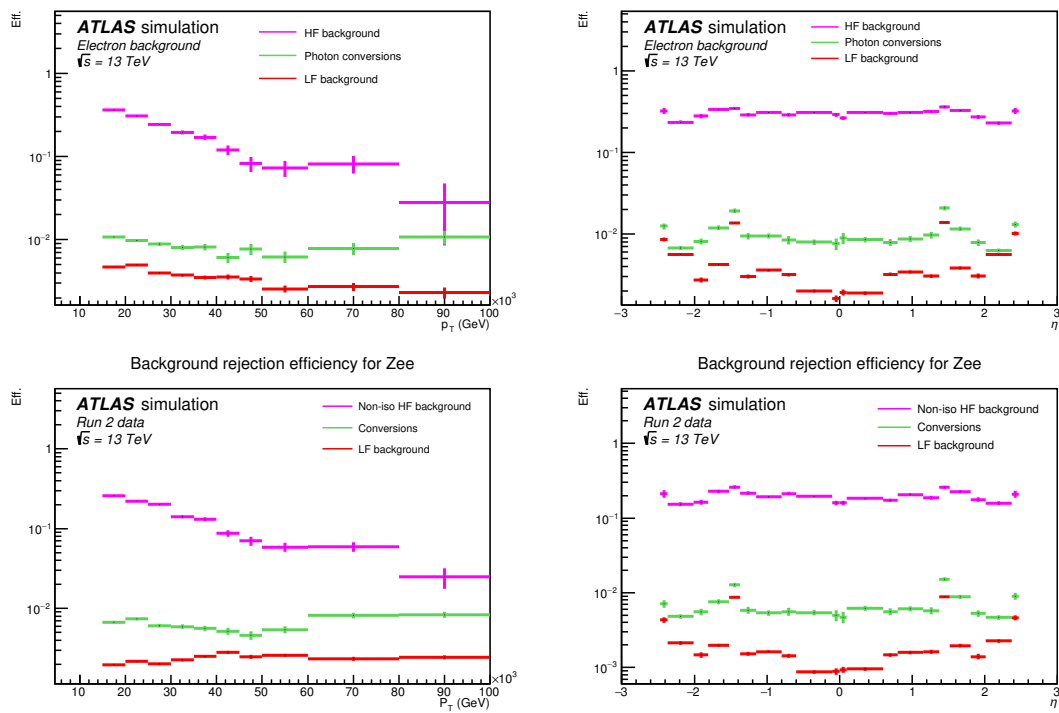 Eff.
ATLAS simulation
Electron background
√s = 13 TeV
HF background
Photon conversions
LF background
1
10⁻¹
10⁻²
10 20 30 40 50 60 70 80 90 100
×10³
p_T (GeV)
Eff.
ATLAS simulation
Electron background
√s = 13 TeV
HF background
Photon conversions
LF background
1
10⁻¹
10⁻²
−3 −2 −1 0 1 2 3
η
Background rejection efficiency for Zee
Eff.
ATLAS simulation
Run 2 data
√s = 13 TeV
Non-iso HF background
Conversions
LF background
1
10⁻¹
10⁻²
10 20 30 40 50 60 70 80 90 100
×10³
P_T (GeV)
Background rejection efficiency for Zee
Eff.
ATLAS simulation
Run 2 data
√s = 13 TeV
Non-iso HF background
Conversions
LF background
1
10⁻¹
10⁻²
10⁻³
−3 −2 −1 0 1 2 3
η